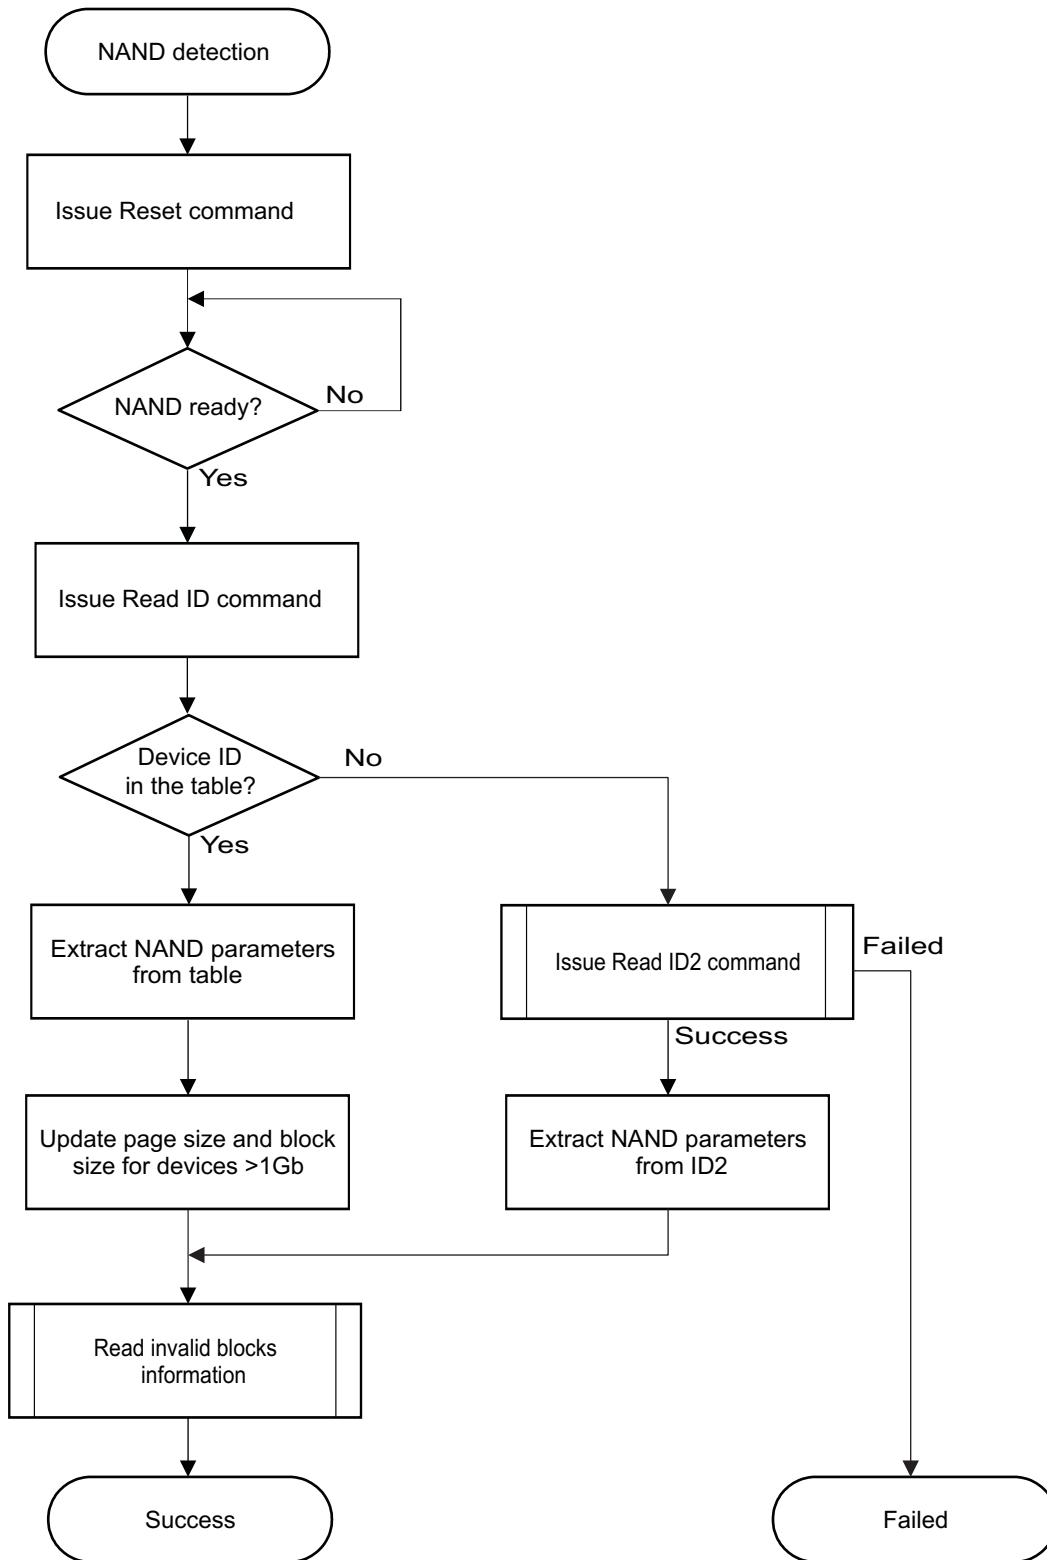 NAND detection
Issue Reset command
NAND ready?
No
Yes
Issue Read ID command
Device ID
in the table?
No
Yes
Extract NAND parameters
from table
Issue Read ID2 command
Failed
Success
Update page size and block
size for devices >1Gb
Extract NAND parameters
from ID2
Read invalid blocks
information
Success
Failed